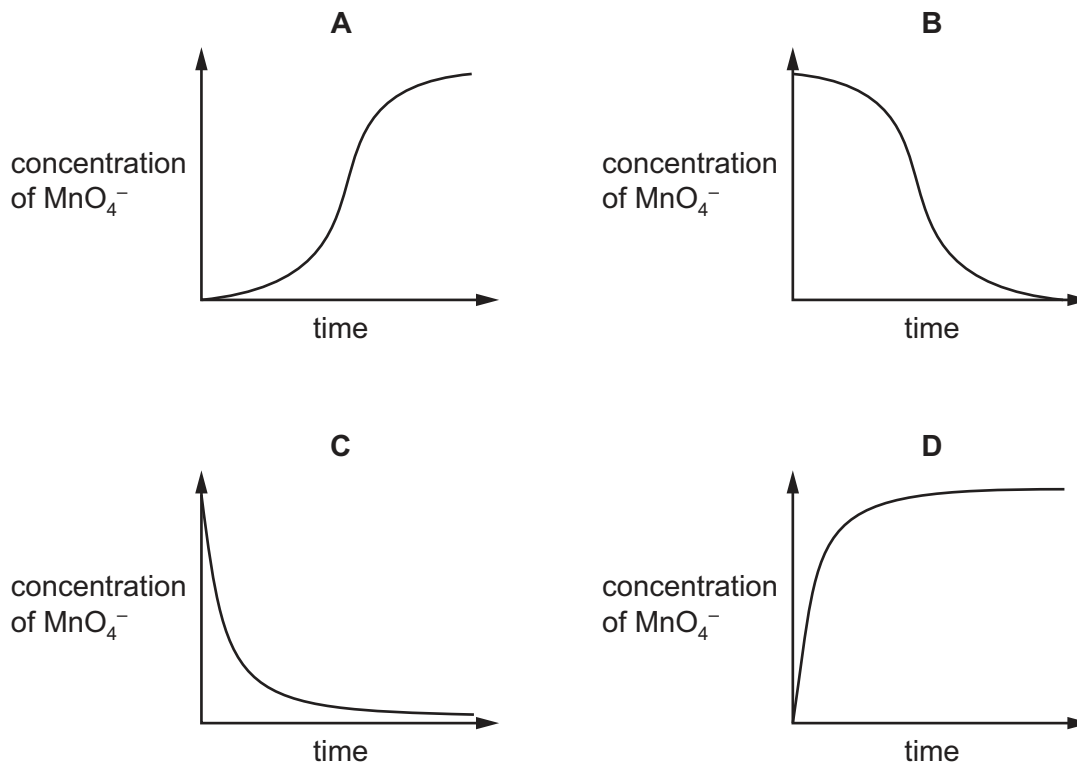 A
concentration
of MnO₄⁻
time
B
concentration
of MnO₄⁻
time
C
concentration
of MnO₄⁻
time
D
concentration
of MnO₄⁻
time